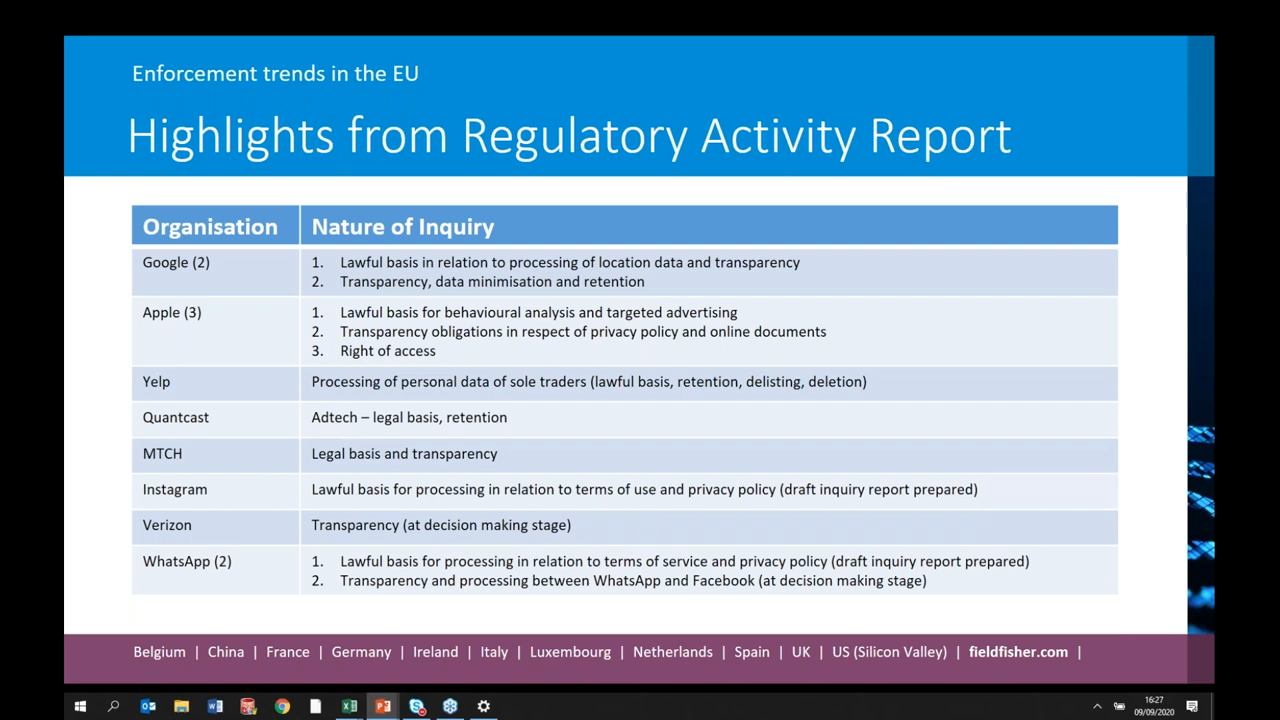 Enforcement trends in the EU
Highlights from Regulatory Activity Report
Organisation Nature of Inquiry
Google (2) 1. Lawful basis in relation to processing of location data and transparency
2. Transparency, data minimisation and retention
Apple (3) 1. Lawful basis for behavioural analysis and targeted advertising
2. Transparency obligations in respect of privacy policy and online documents
3. Right of access
Yelp Processing of personal data of sole traders (lawful basis, retention, delisting, deletion)
Quantcast Adtech – legal basis, retention
MTCH Legal basis and transparency
Instagram Lawful basis for processing in relation to terms of use and privacy policy (draft inquiry report prepared)
Verizon Transparency (at decision making stage)
WhatsApp (2) 1. Lawful basis for processing in relation to terms of service and privacy policy (draft inquiry report prepared)
2. Transparency and processing between WhatsApp and Facebook (at decision making stage)
Belgium | China | France | Germany | Ireland | Italy | Luxembourg | Netherlands | Spain | UK | US (Silicon Valley) | fieldfisher.com |
16:27
09/09/2020